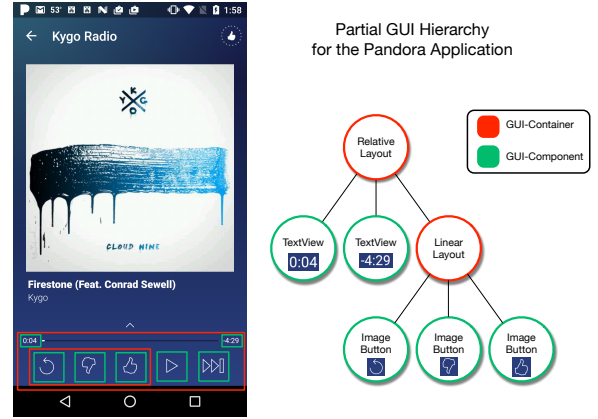 53°
1:58
Kygo Radio
K
Y G
O
CLOUD NINE
Firestone (Feat. Conrad Sewell)
Kygo
0:04
-4:29
Partial GUI Hierarchy
for the Pandora Application
GUI-Container
GUI-Component
Relative
Layout
TextView
0:04
TextView
-4:29
Linear
Layout
Image
Button
Image
Button
Image
Button